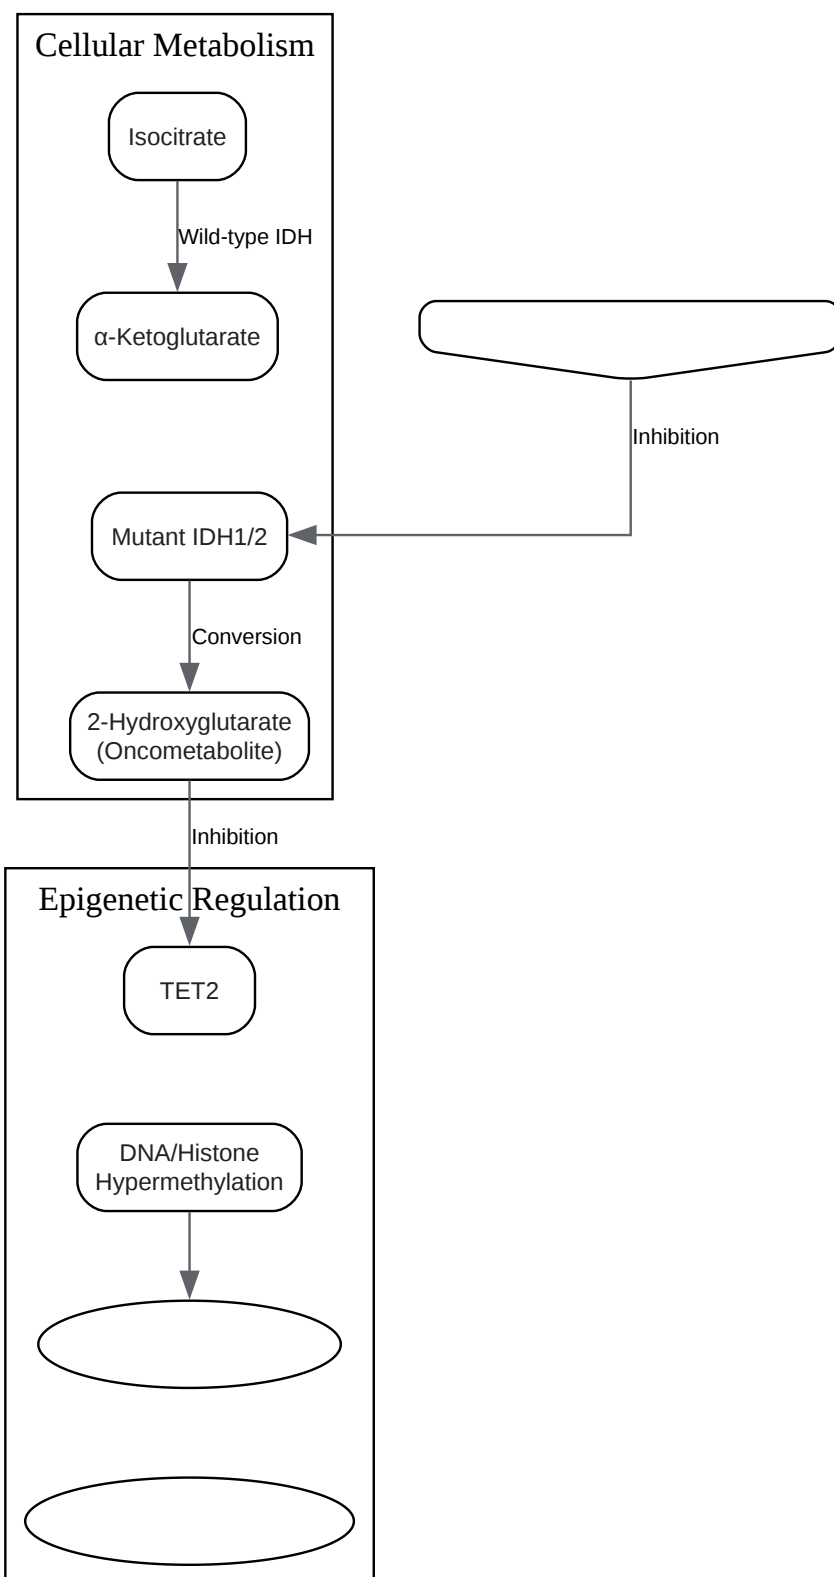 Cellular Metabolism
Isocitrate
Wild-type IDH
α-Ketoglutarate
Inhibition
Mutant IDH1/2
Conversion
2-Hydroxyglutarate
(Oncometabolite)
Inhibition
Epigenetic Regulation
TET2
DNA/Histone
Hypermethylation